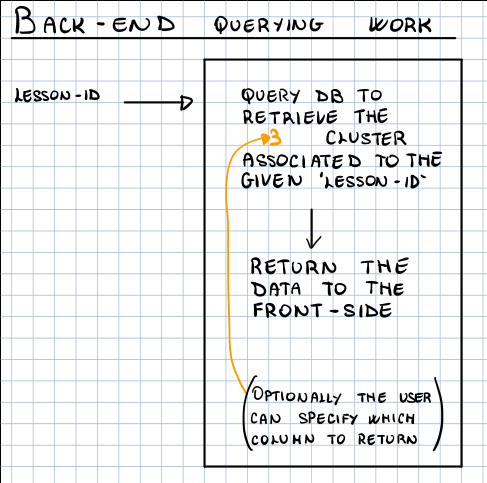 BACK-END QUERYING WORK
LESSON-ID
QUERY DB TO
RETRIEVE THE
3 CLUSTER
ASSOCIATED TO THE
GIVEN 'LESSON-ID'
RETURN THE
DATA TO THE
FRONT-SIDE
(OPTIONALLY THE USER
CAN SPECIFY WHICH
COLUMN TO RETURN)